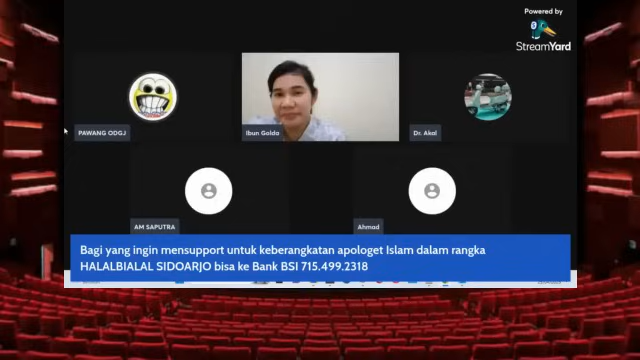 Powered by
StreamYard
PAWANG ODGJ
Ibun Galda
Dr. Akal
AM SAPUTRA
Ahmad
Bagi yang ingin mensupport untuk keberangkatan apologet Islam dalam rangka
HALALBIALAL SIDOARJO bisa ke Bank BSI 715.499.2318